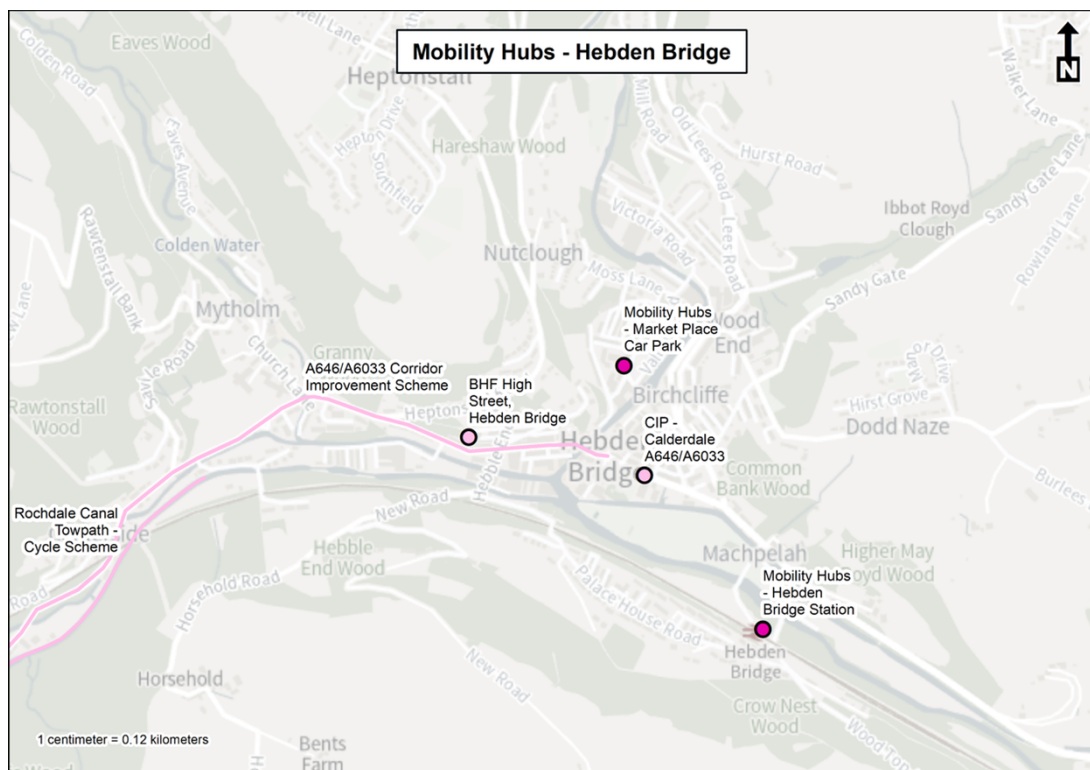 Mobility Hubs - Hebden Bridge
N
Eaves Wood
Colden Road
Heptonstall
Hepton Drive
Southfield
Eaves Avenue
Hareshaw Wood
Mill Road
Old Lees Road
Hurst Road
Lees Road
Walker Lane
Sandy Gate Lane
Ibbot Royd
Clough
Rowland Lane
Sandy Gate
Rawtenstall Bank
Colden Water
Nutclough
Victoria Road
Moss Lane
Mytholm
Church Lane
Savile Road
Granny
Rawtonstall
Wood
A646/A6033 Corridor
Improvement Scheme
BHF High
Street,
Hebden Bridge
Mobility Hubs
- Market Place
Car Park
Wood
End
Birchcliffe
CIP -
Calderdale
A646/A6033
Hebden
Bridge
Hebble End
Hirst Grove
Dodd Naze
Common
Bank Wood
Rochdale Canal
Towpath -
Cycle Scheme
Road
New Road
Hebble
End Wood
Horsehold Road
Palace House Road
Machpelah
Higher May
Royd Wood
Mobility Hubs
- Hebden
Bridge Station
Hebden
Bridge
New Road
Horsehold
Crow Nest
Wood
Bents
Farm
1 centimeter = 0.12 kilometers